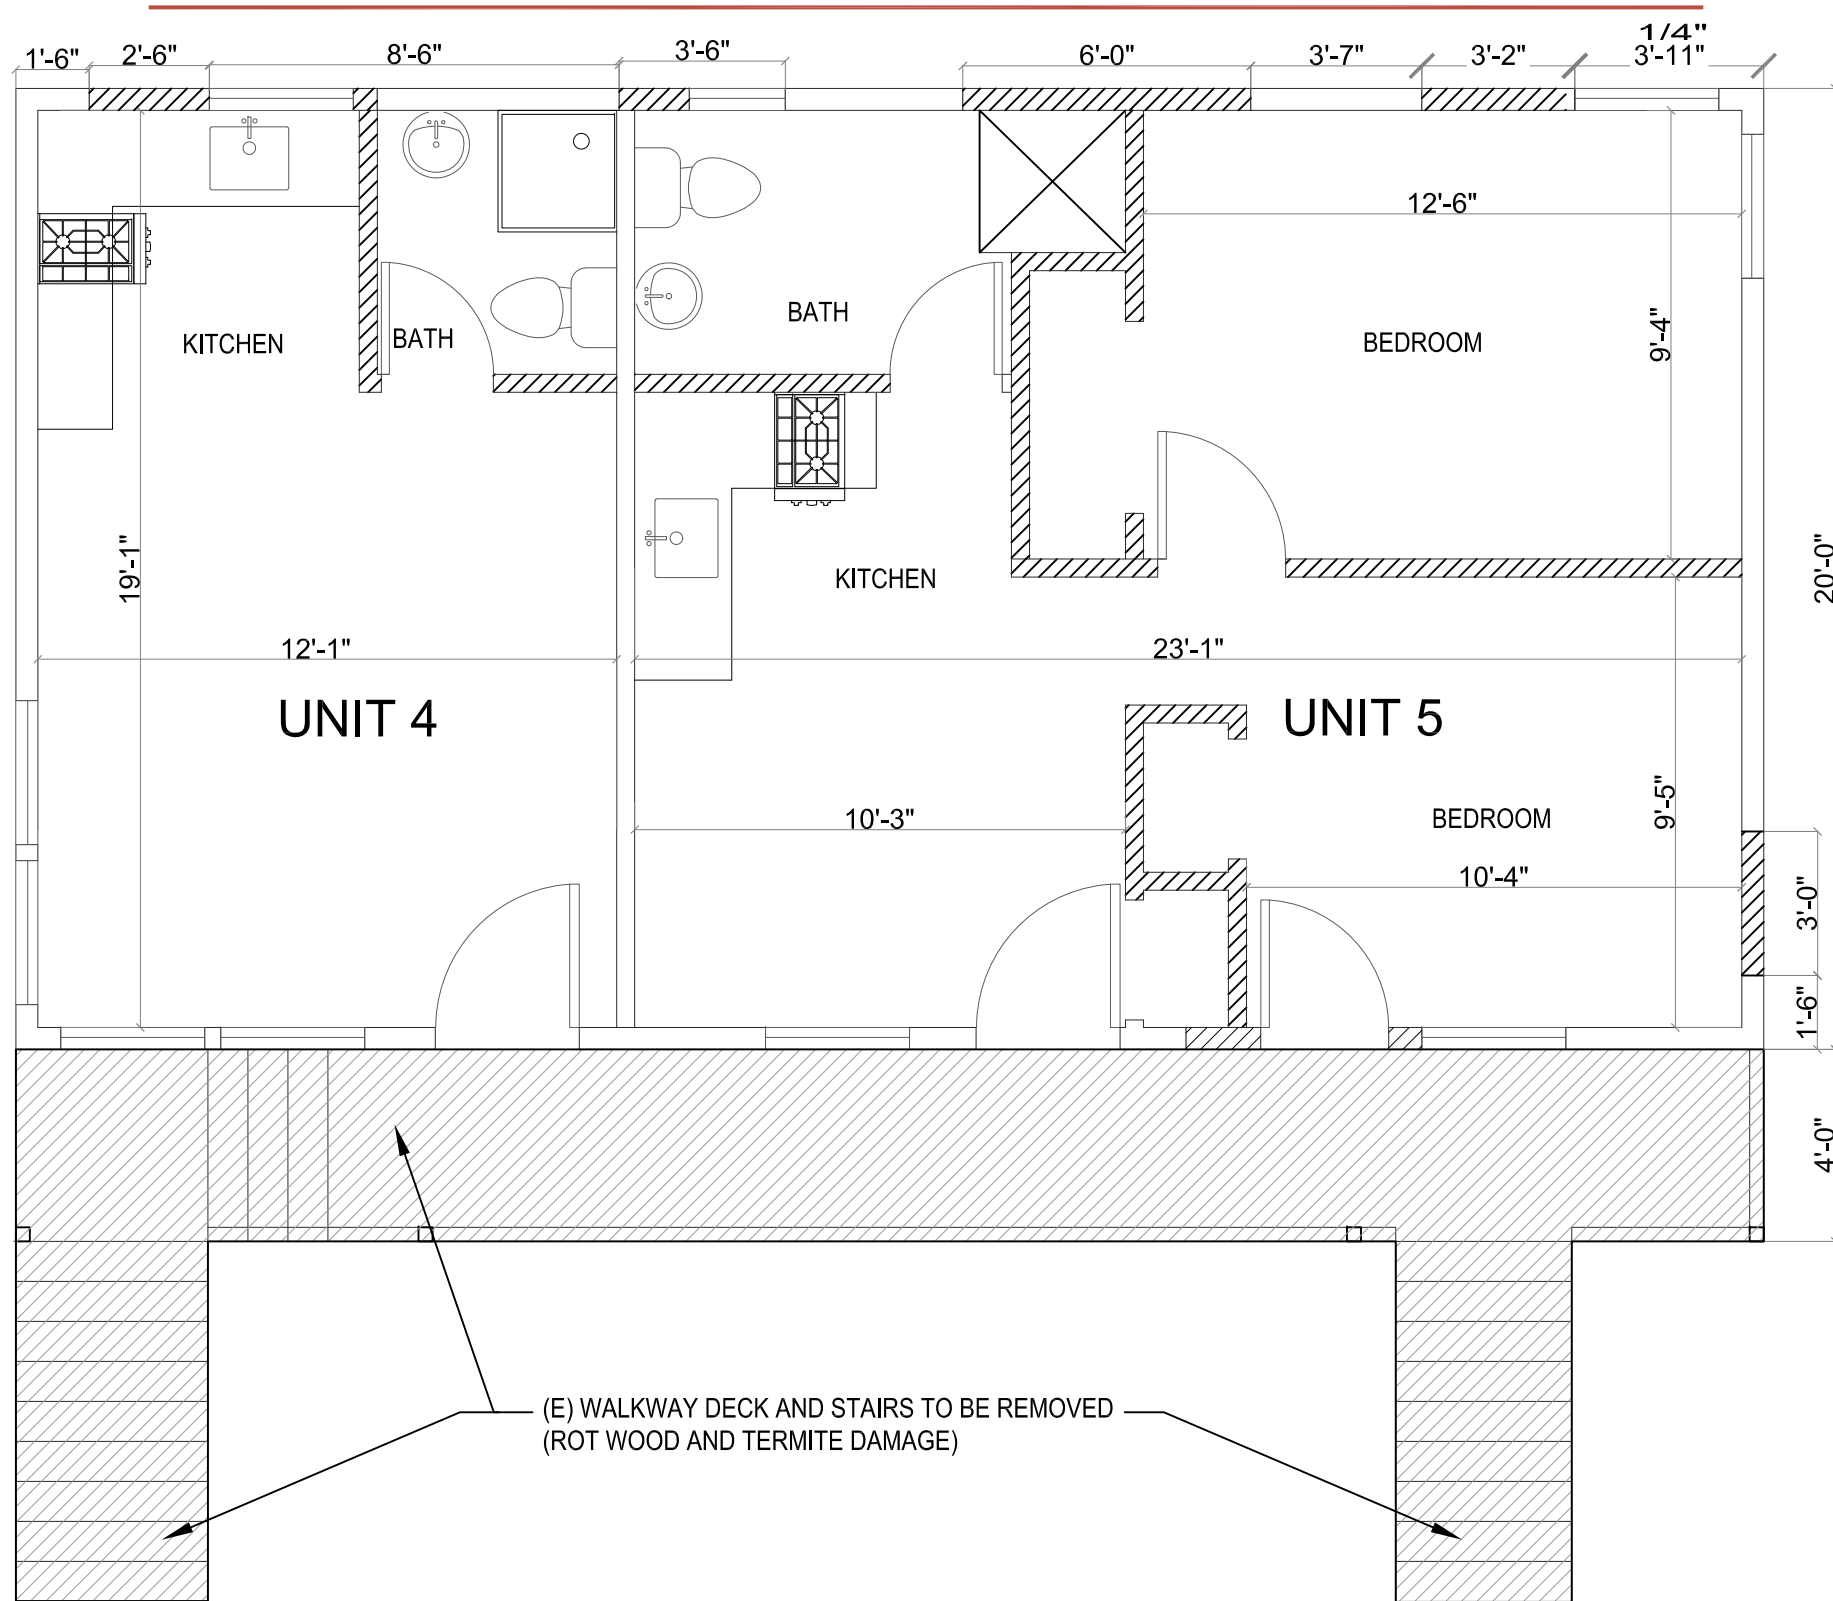 1/4"
1'-6"
2'-6"
8'-6"
3'-6"
6'-0"
3'-7"
3'-2"
3'-11"
12'-6"
KITCHEN
BATH
BATH
BEDROOM
9'-4"
19'-1"
KITCHEN
20'-0"
12'-1"
23'-1"
UNIT 4
UNIT 5
10'-3"
BEDROOM
9'-5"
10'-4"
3'-0"
1'-6"
4'-0"
(E) WALKWAY DECK AND STAIRS TO BE REMOVED
(ROT WOOD AND TERMITE DAMAGE)